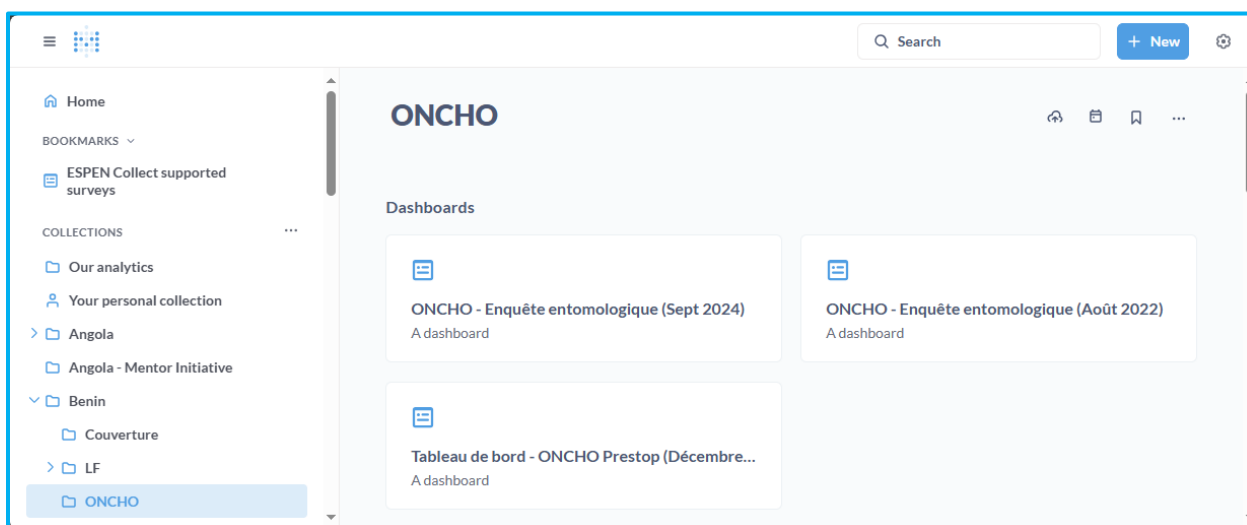 Search
+ New
Home
BOOKMARKS
ESPEN Collect supported
surveys
COLLECTIONS
...
Our analytics
Your personal collection
Angola
Angola - Mentor Initiative
Benin
Couverture
LF
ONCHO
ONCHO
...
Dashboards
ONCHO - Enquête entomologique (Sept 2024)
A dashboard
ONCHO - Enquête entomologique (Août 2022)
A dashboard
Tableau de bord - ONCHO Prestop (Décembre...
A dashboard